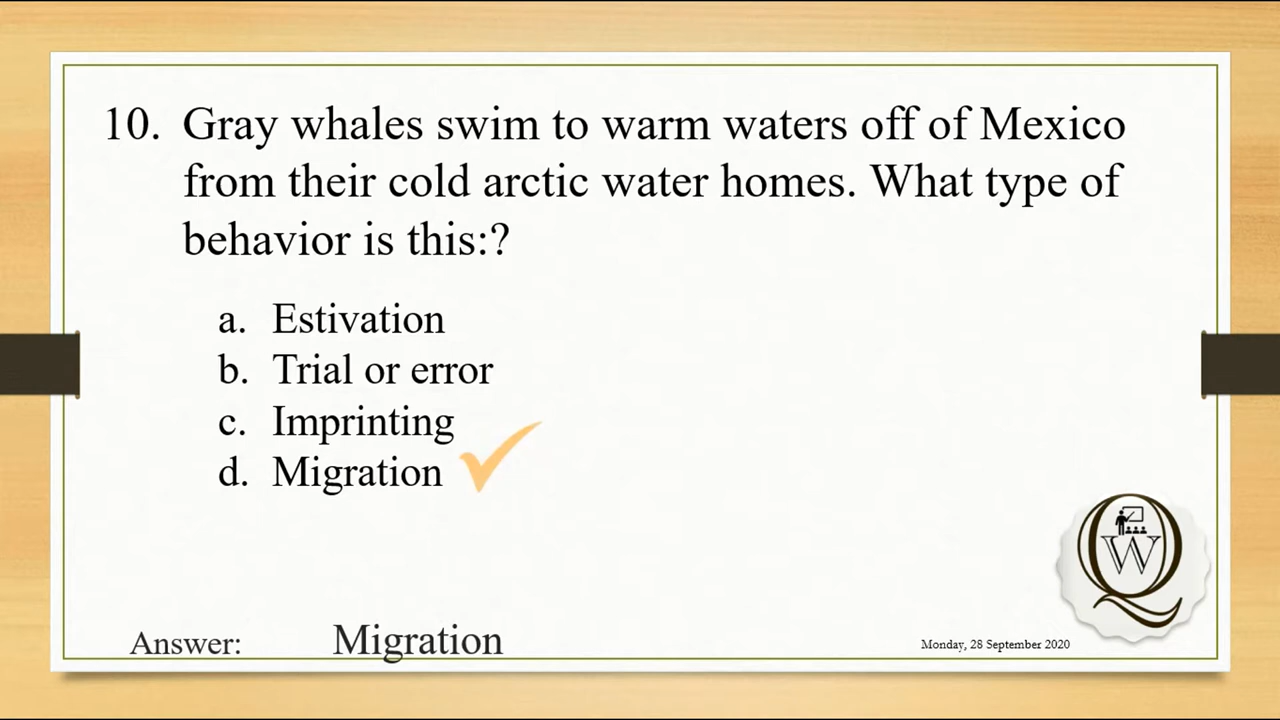 10. Gray whales swim to warm waters off of Mexico
from their cold arctic water homes. What type of
behavior is this:?
a. Estivation
b. Trial or error
c. Imprinting
d. Migration
QW
Answer: Migration
Monday, 28 September 2020